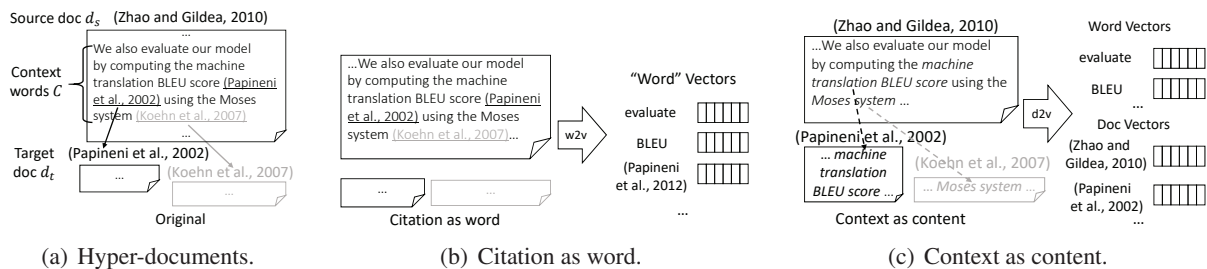 Source doc d_s (Zhao and Gildea, 2010)
...
We also evaluate our model
by computing the machine
translation BLEU score (Papineni
et al., 2002) using the Moses
system (Koehn et al., 2007)
...
Context
words C
Target
doc d_t
(Papineni et al., 2002)
...
(Koehn et al., 2007)
...
Original
(a) Hyper-documents.
...We also evaluate our model
by computing the machine
translation BLEU score (Papineni
et al., 2002) using the Moses
system (Koehn et al., 2007)...
...
...
Citation as word
w2v
“Word” Vectors
evaluate
BLEU
(Papineni
et al., 2012)
...
(b) Citation as word.
(Zhao and Gildea, 2010)
...We also evaluate our model
by computing the machine
translation BLEU score using the
Moses system ...
(Papineni et al., 2002)
... machine
translation
BLEU score ...
(Koehn et al., 2007)
... Moses system ...
Context as content
d2v
Word Vectors
evaluate
BLEU
...
Doc Vectors
(Zhao and
Gildea, 2010)
(Papineni
et al., 2002)
...
(c) Context as content.